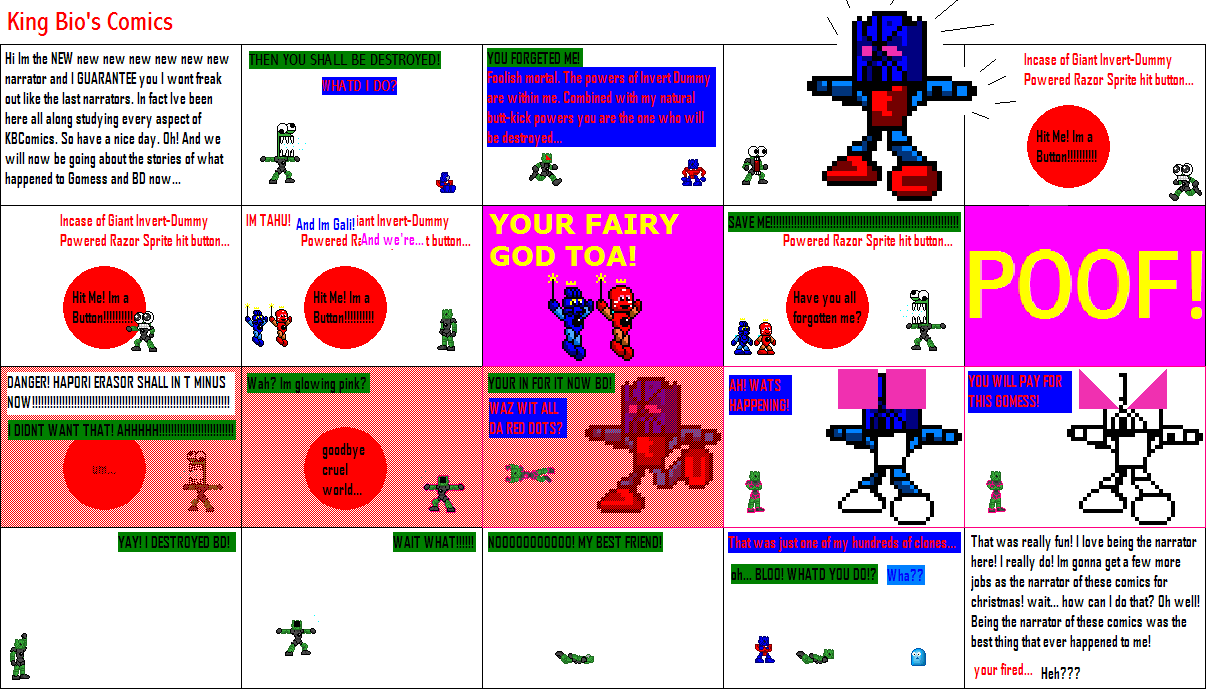 King Bio's Comics
Hi Im the NEW new new new new new new
narrator and I GUARANTEE you I wont freak
out like the last narrators. In fact Ive been
here all along studying every aspect of
KBComics. So have a nice day. Oh! And we
will now be going about the stories of what
happened to Gomess and BD now...
THEN YOU SHALL BE DESTROYED!
WHATD I DO?
YOU FORGETED ME!
Foolish mortal. The powers of Invert Dummy
are within me. Combined with my natural
butt-kick powers you are the one who will
be destroyed...
Incase of Giant Invert-Dummy
Powered Razor Sprite hit button...
Hit Me! Im a
Button!!!!!!!!!!
Incase of Giant Invert-Dummy
Powered Razor Sprite hit button...
Hit Me! Im a
Button!!!!!!!!!!
IM TAHU!
And Im Gali!
iant Invert-Dummy
Powered Ra
And we're...
t button...
Hit Me! Im a
Button!!!!!!!!!!
YOUR FAIRY
GOD TOA!
SAVE ME!!!!!!!!!!!!!!!!!!!!!!!!!!!!!!!!!!!!!!!!!!!!!!!!!!!!!!!!
Powered Razor Sprite hit button...
Have you all
forgotten me?
POOF!
DANGER! HAPORI ERASOR SHALL IN T MINUS
NOW!!!!!!!!!!!!!!!!!!!!!!!!!!!!!!!!!!!!!!!!!!!!!!!!!!!!!!!!!!!!
I DIDNT WANT THAT! AHHHHH!!!!!!!!!!!!!!!!!!!!!!!!
um...
Wah? Im glowing pink?
goodbye
cruel
world...
YOUR IN FOR IT NOW BD!
WAZ WIT ALL
DA RED DOTS?
AH! WATS
HAPPENING!
YOU WILL PAY FOR
THIS GOMESS!
YAY! I DESTROYED BD!
WAIT WHAT!!!!!!
NOOOOOOOOOOO! MY BEST FRIEND!
That was just one of my hundreds of clones...
oh... BLOO! WHATD YOU DO!?
Wha??
That was really fun! I love being the narrator
here! I really do! Im gonna get a few more
jobs as the narrator of these comics for
christmas! wait... how can I do that? Oh well!
Being the narrator of these comics was the
best thing that ever happened to me!
your fired...
Heh???